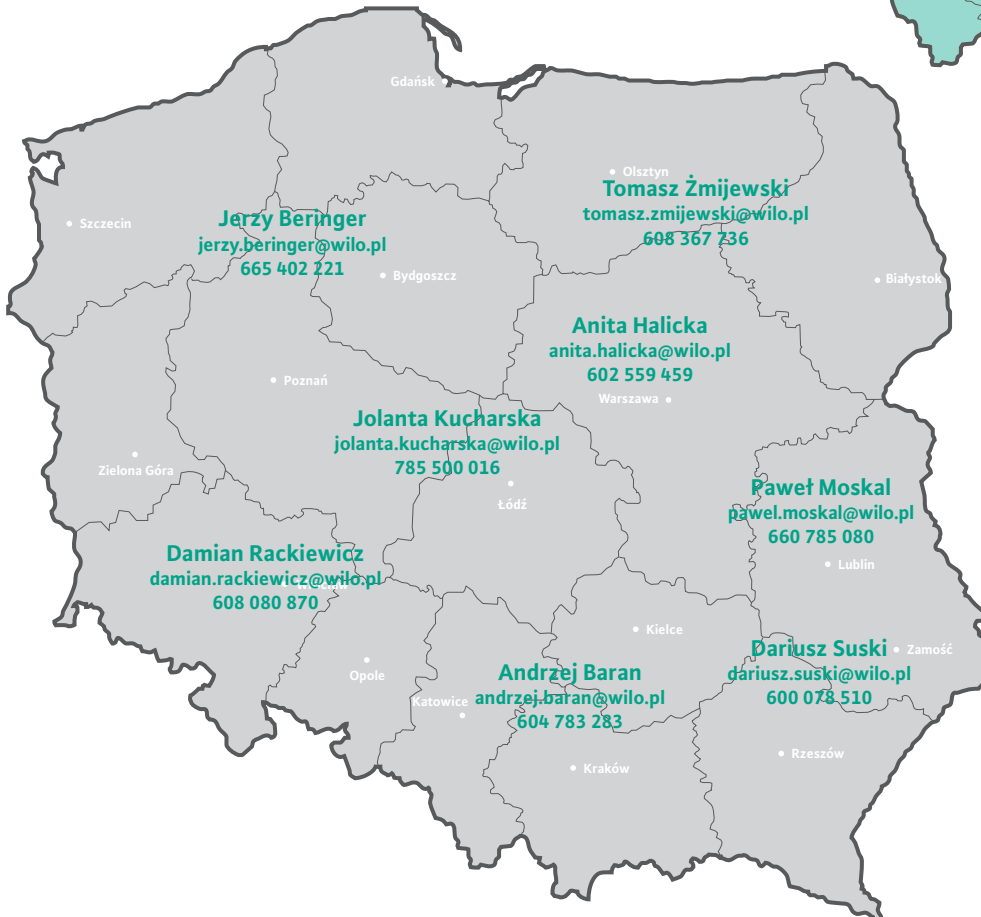 Gdańsk
Olsztyn
Tomasz Żmijewski
tomasz.zmijewski@wilo.pl
608 367 736
Szczecin
Jerzy Beringer
jerzy.beringer@wilo.pl
665 402 221
Bydgoszcz
Białystok
Anita Halicka
anita.halicka@wilo.pl
602 559 459
Warszawa
Poznań
Jolanta Kucharska
jolanta.kucharska@wilo.pl
785 500 016
Zielona Góra
Łódź
Paweł Moskal
pawel.moskal@wilo.pl
660 785 080
Lublin
Damian Rackiewicz
damian.rackiewicz@wilo.pl
608 080 870
Kielce
Zamość
Dariusz Suski
dariusz.suski@wilo.pl
600 078 510
Opole
Katowice
Andrzej Baran
andrzej.baran@wilo.pl
604 783 283
Rzeszów
Kraków